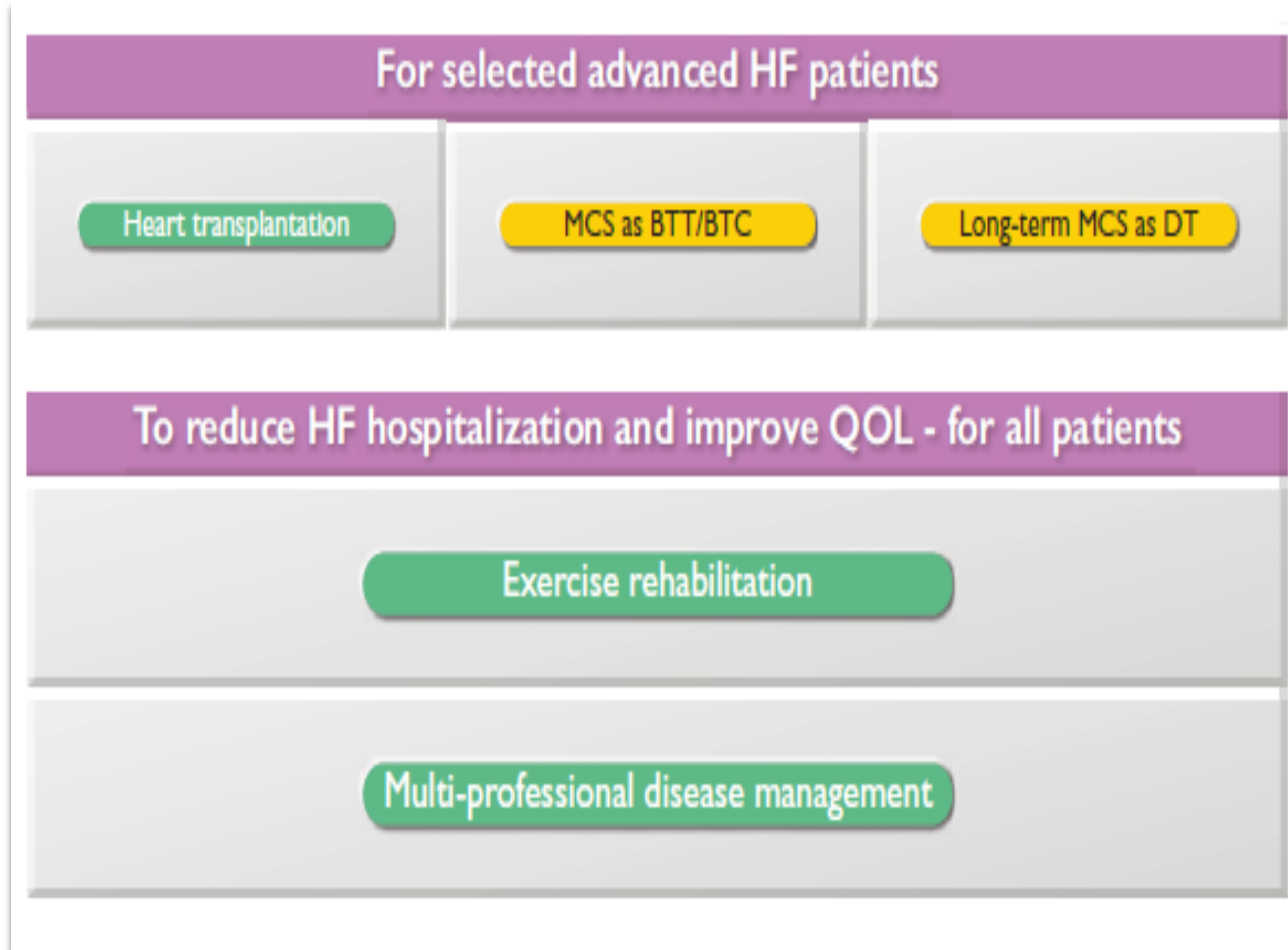 For selected advanced HF patients
Heart transplantation
MCS as BTT/BTC
Long-term MCS as DT
To reduce HF hospitalization and improve QOL - for all patients
Exercise rehabilitation
Multi-professional disease management